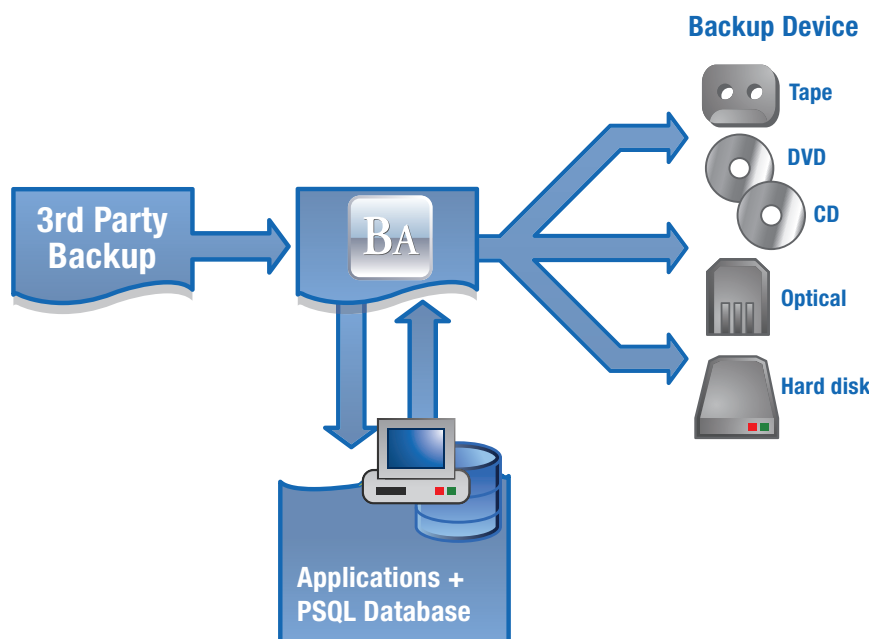 Backup Device
Tape
DVD
CD
Optical
Hard disk
3rd Party
Backup
BA
Applications +
PSQL Database